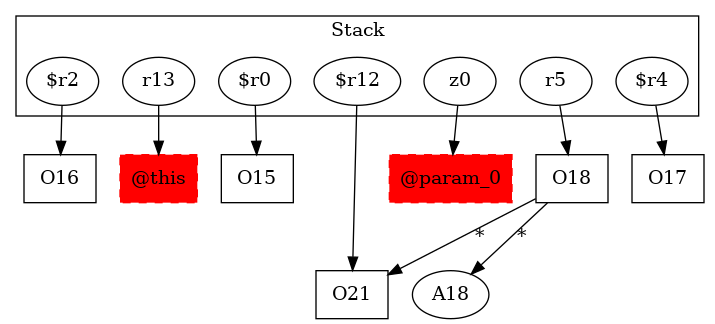 Stack
$r2 r13 $r0 $r12 z0 r5 $r4
O16 @this O15 @param_0 O18 O17
* *
O21 A18